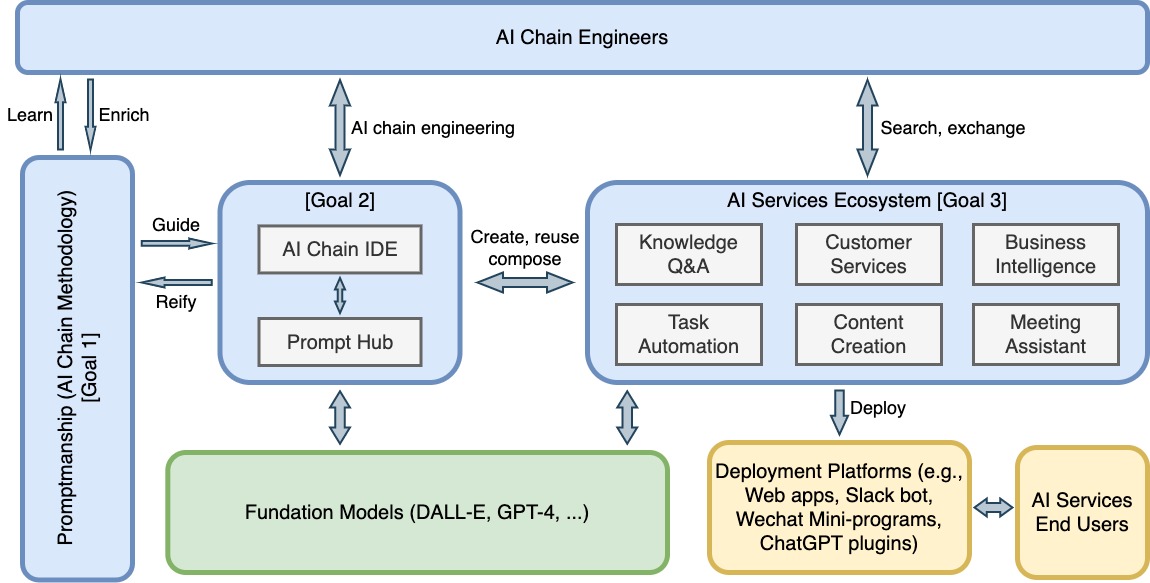 AI Chain Engineers
Learn
Enrich
AI chain engineering
Search, exchange
Promptmanship (AI Chain Methodology)
[Goal 1]
Guide
Reify
[Goal 2]
AI Chain IDE
Prompt Hub
Create, reuse
compose
AI Services Ecosystem [Goal 3]
Knowledge
Q&A
Customer
Services
Business
Intelligence
Task
Automation
Content
Creation
Meeting
Assistant
Deploy
Fundation Models (DALL-E, GPT-4, ...)
Deployment Platforms (e.g.,
Web apps, Slack bot,
Wechat Mini-programs,
ChatGPT plugins)
AI Services
End Users